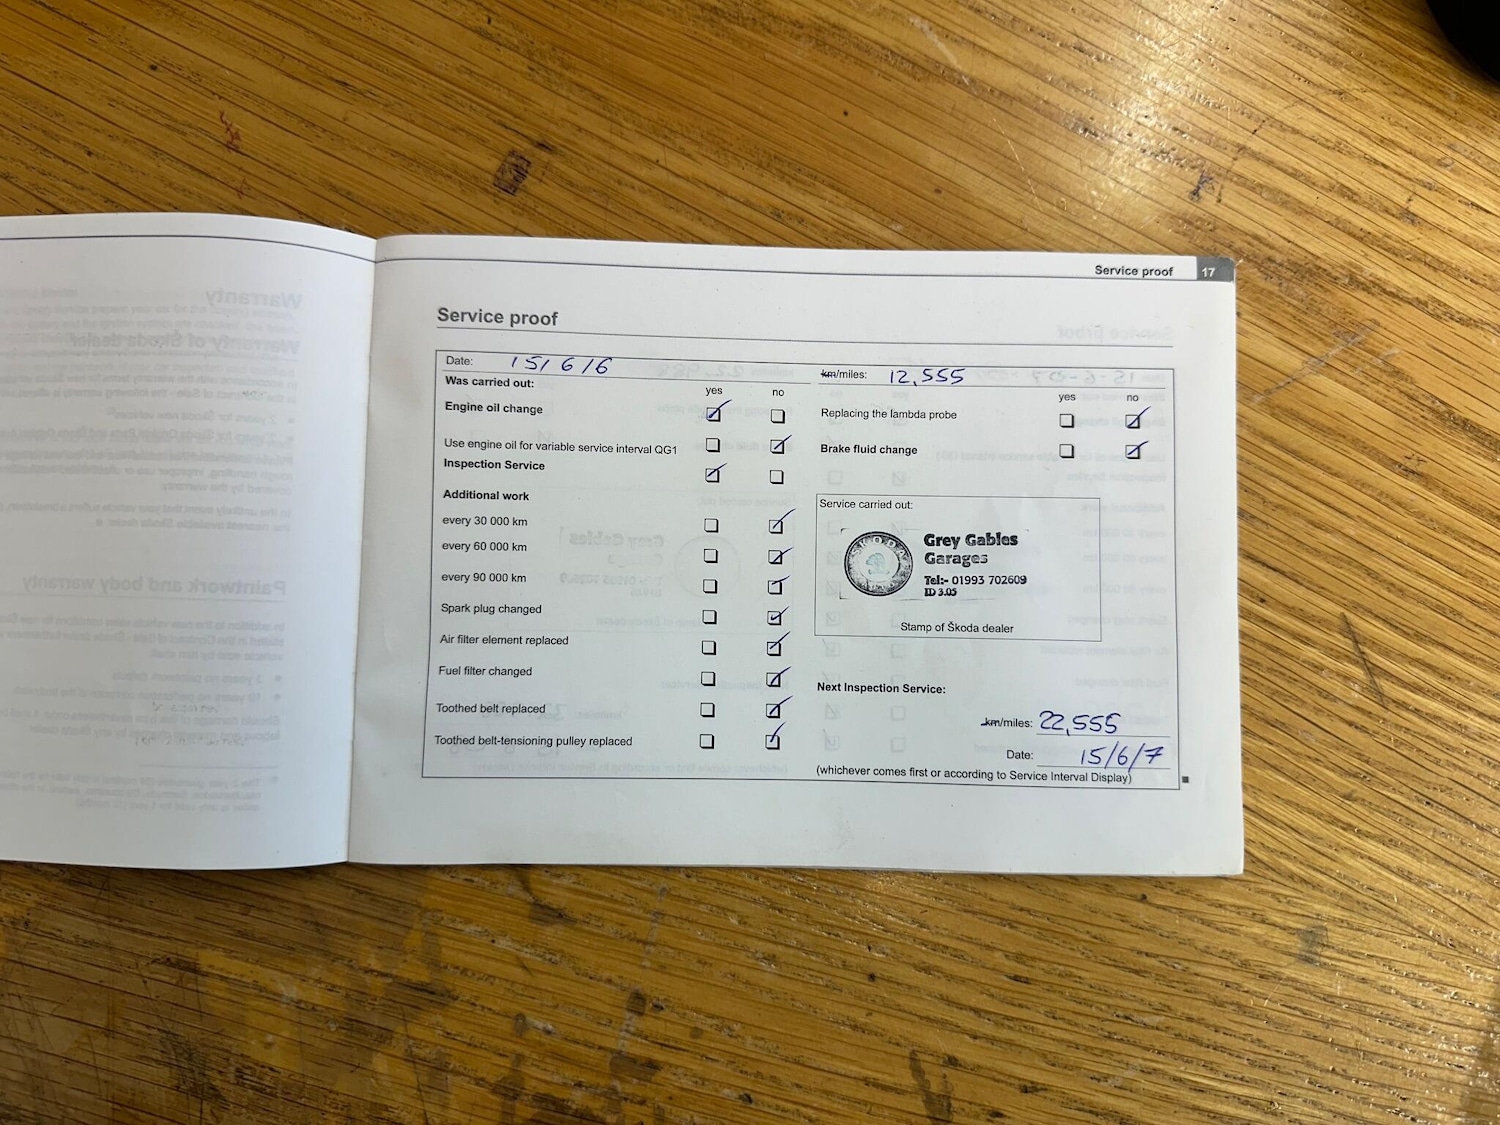 Service proof 17
Service proof
Date: 15/6/6
km/miles: 12,555
Was carried out:
yes no
Engine oil change
Use engine oil for variable service interval QG1
Inspection Service
Additional work
every 30 000 km
every 60 000 km
every 90 000 km
Spark plug changed
Air filter element replaced
Fuel filter changed
Toothed belt replaced
Toothed belt-tensioning pulley replaced
yes no
Replacing the lambda probe
Brake fluid change
Service carried out:
SKODA
Grey Gables
Garages
Tel:- 01993 702609
ID 3.05
Stamp of Škoda dealer
Next Inspection Service:
km/miles: 22,555
Date: 15/6/7
(whichever comes first or according to Service Interval Display)